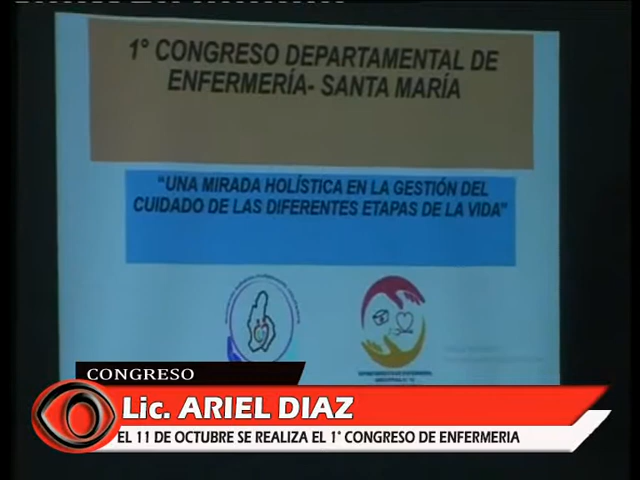 1° CONGRESO DEPARTAMENTAL DE
ENFERMERÍA- SANTA MARÍA
“UNA MIRADA HOLÍSTICA EN LA GESTIÓN DEL
CUIDADO DE LAS DIFERENTES ETAPAS DE LA VIDA”
CONGRESO
Lic. ARIEL DIAZ
EL 11 DE OCTUBRE SE REALIZA EL 1° CONGRESO DE ENFERMERIA